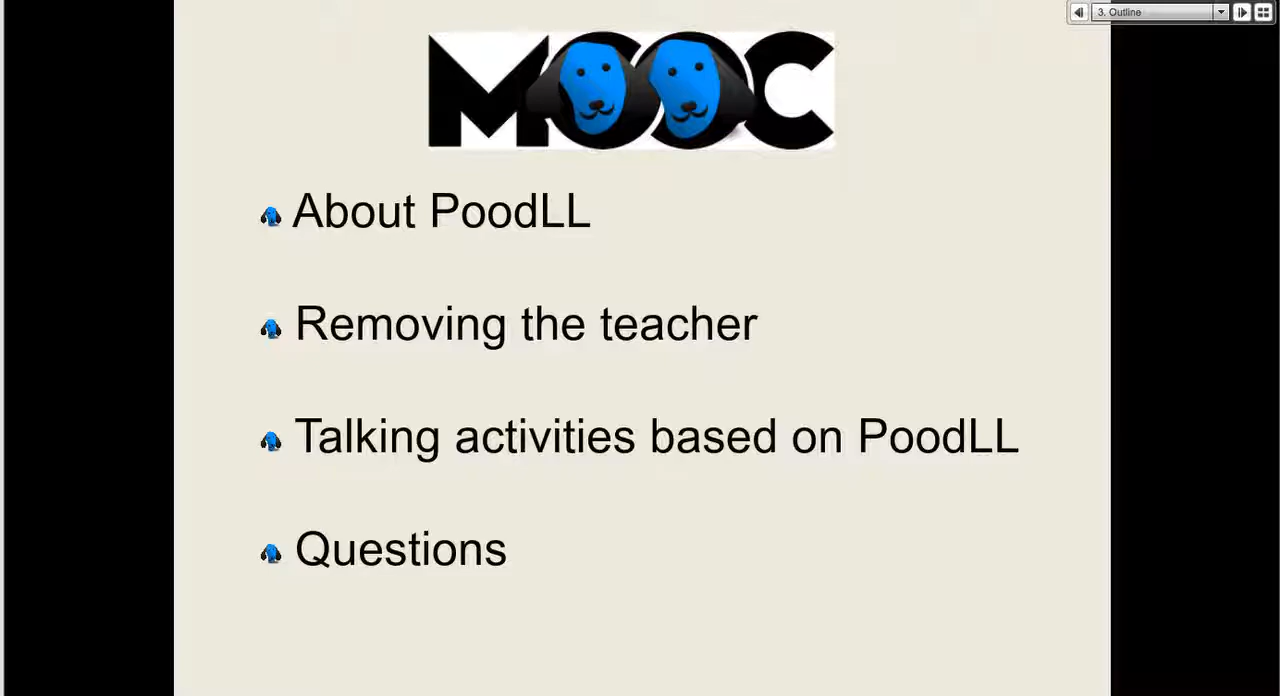 3. Outline
MOOC
About PoodLL
Removing the teacher
Talking activities based on PoodLL
Questions